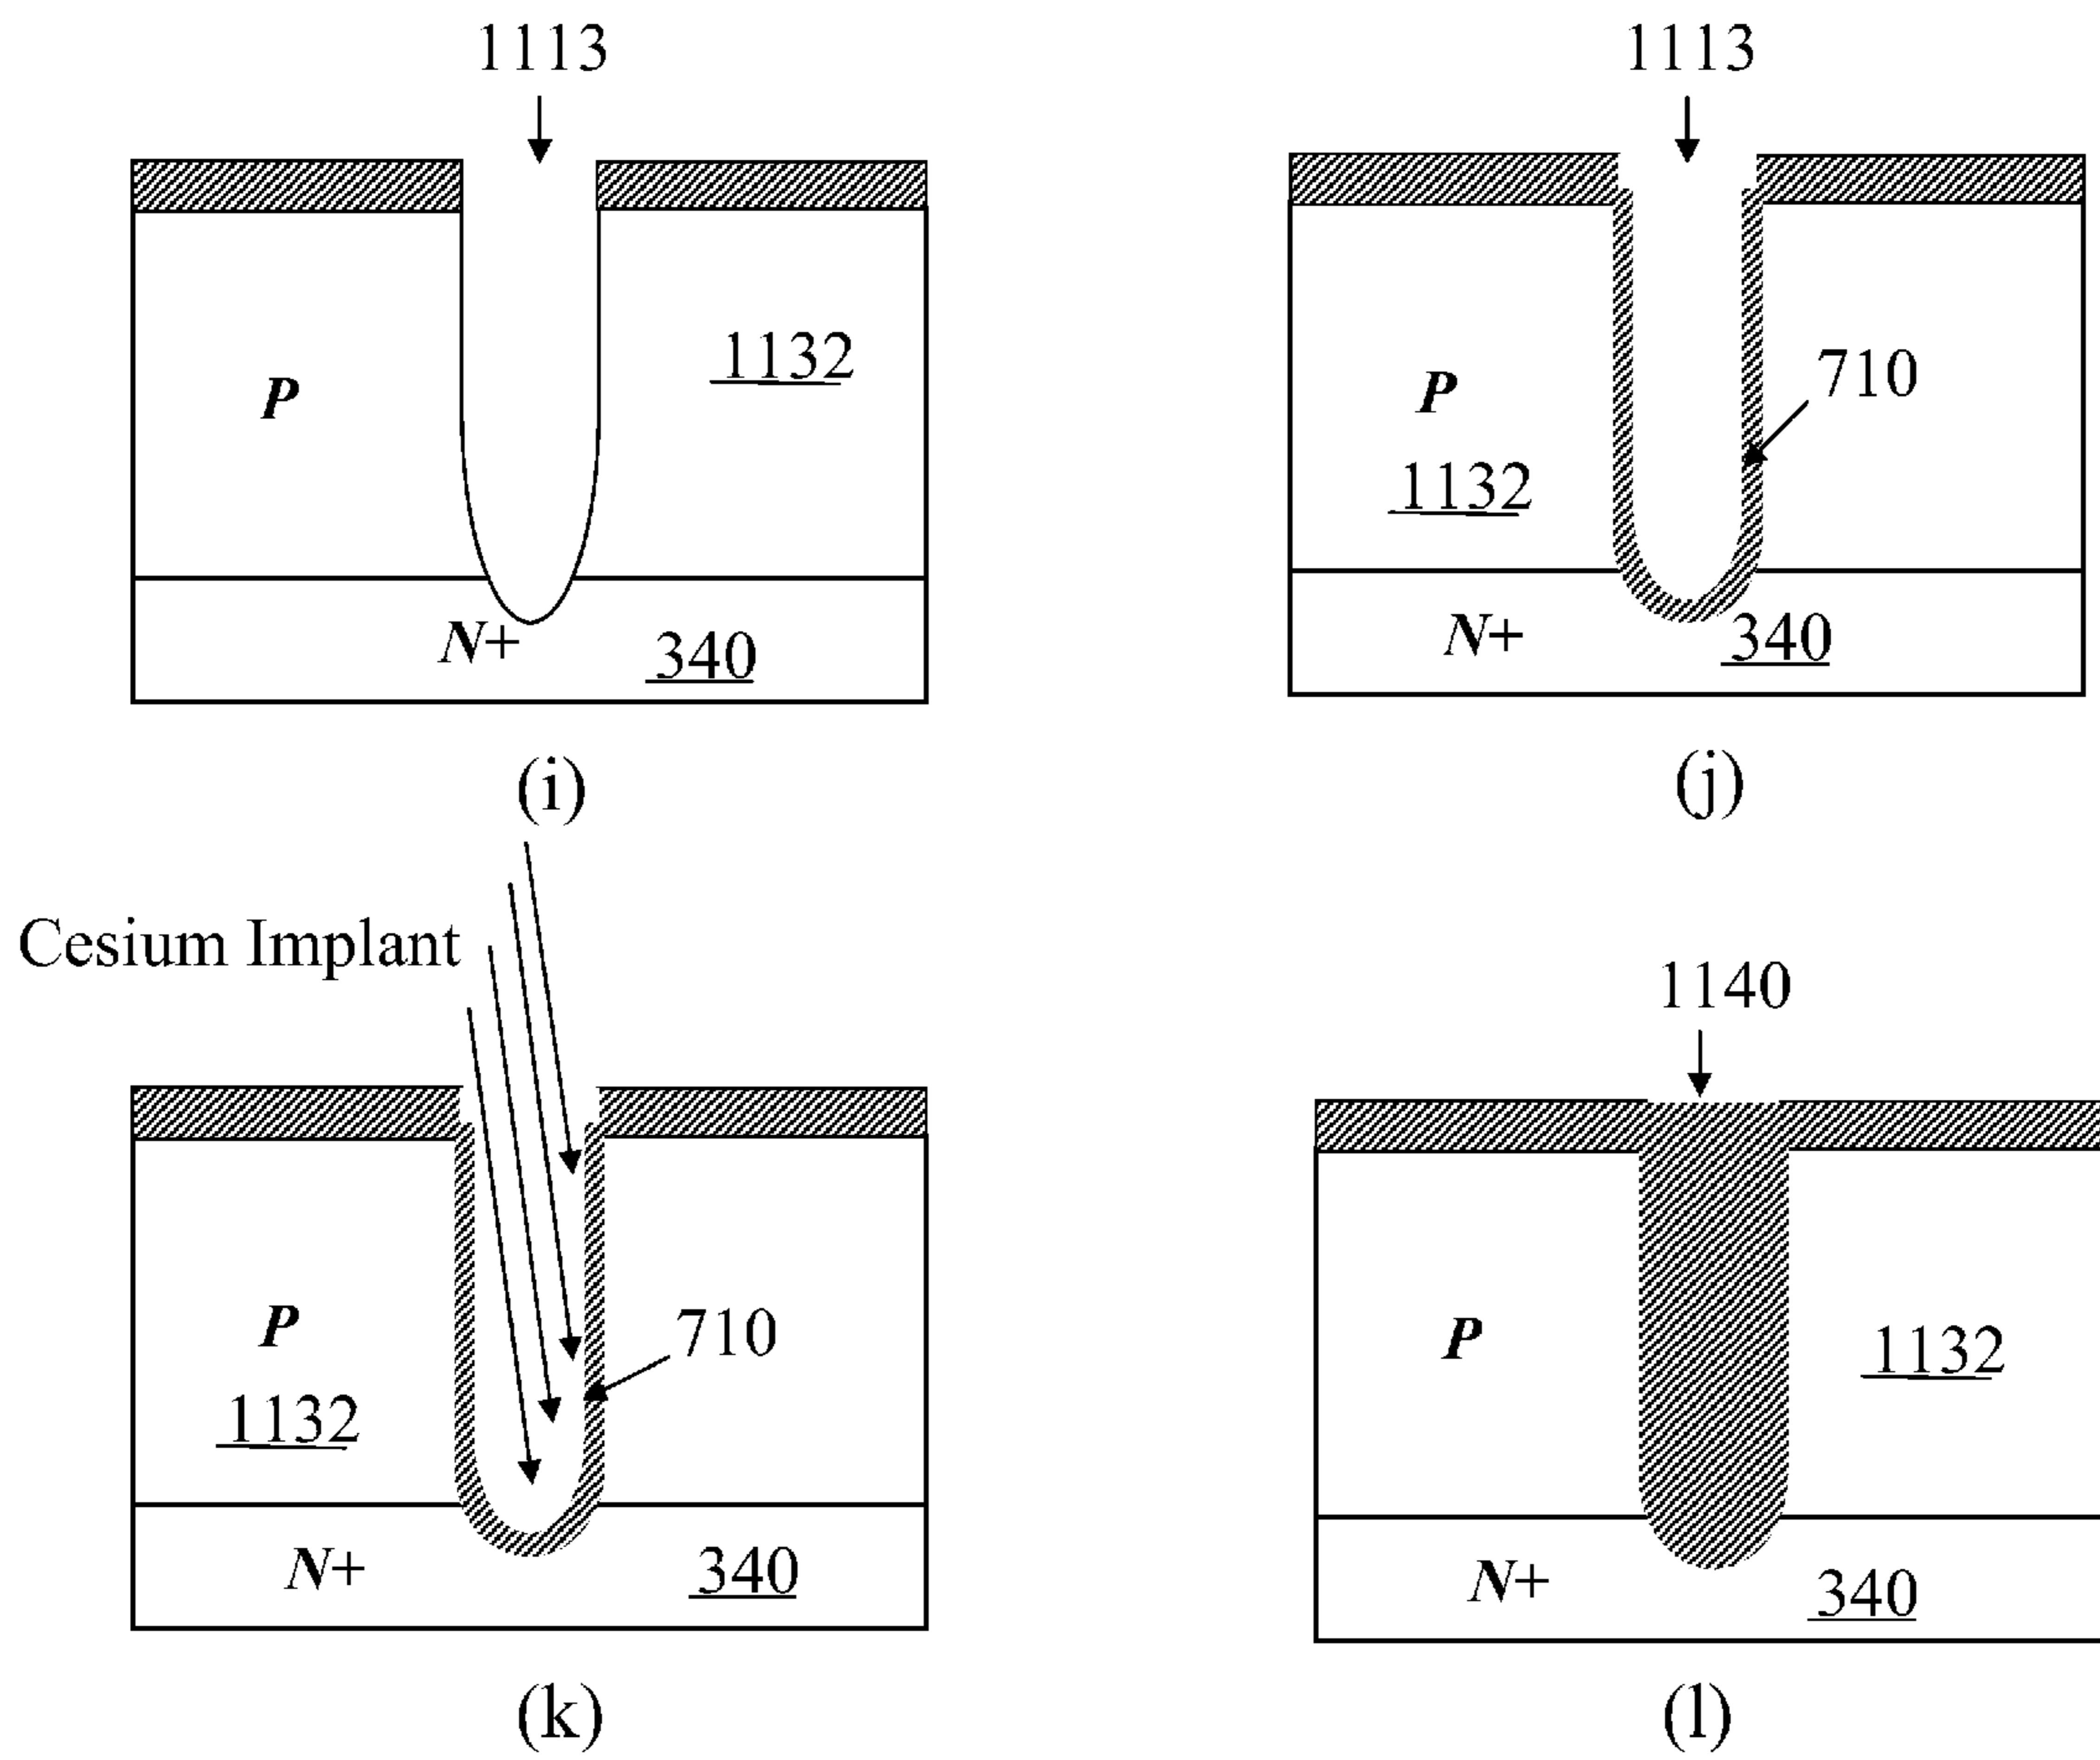 1113
P
1132
N+
340
(i)
1113
P
1132
710
N+
340
(j)
Cesium Implant
P
1132
710
N+
340
(k)
1140
P
1132
N+
340
(l)